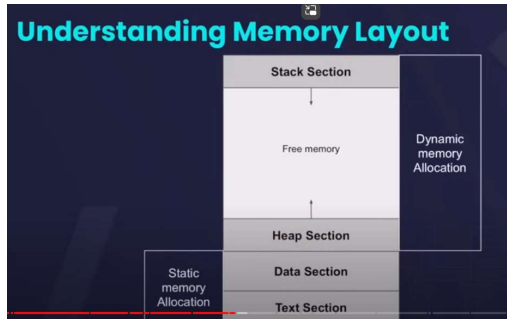 Understanding Memory Layout
Stack Section
Free memory
Dynamic
memory
Allocation
Heap Section
Static
memory
Allocation
Data Section
Text Section